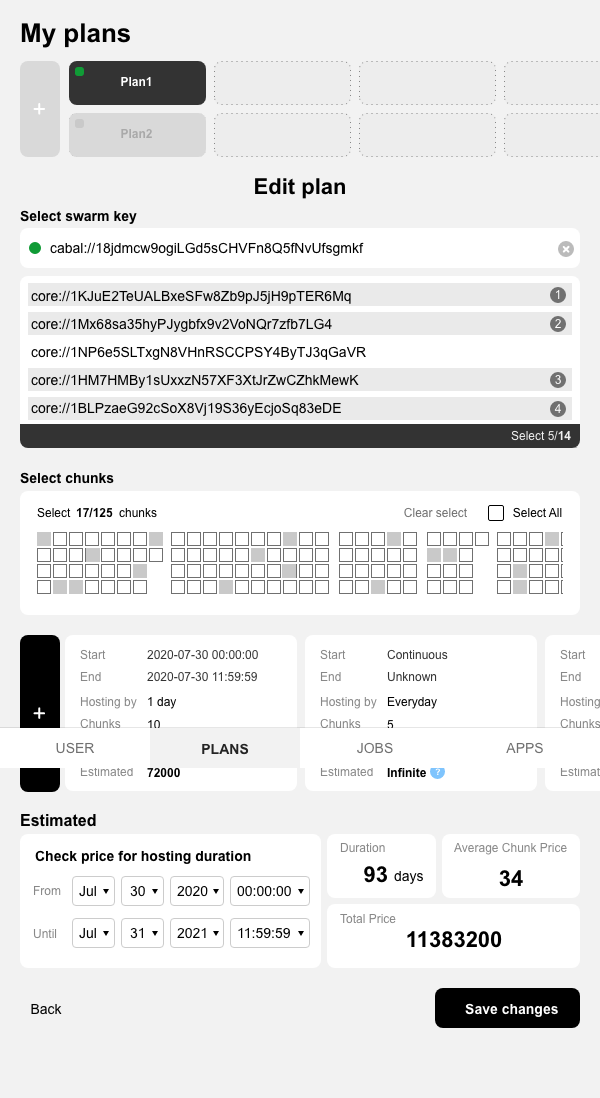 My plans
+
Plan1
Plan2
Edit plan
Select swarm key
cabal://18jdmcw9ogiLGd5sCHVFn8Q5fNvUfsgmkf
core://1KJuE2TeUALBxeSFw8Zb9pJ5jH9pTER6Mq 1
core://1Mx68sa35hyPJygbfx9v2VoNQr7zfb7LG4 2
core://1NP6e5SLTxgN8VHnRSCCPSY4ByTJ3qGaVR
core://1HM7HMBy1sUxxzN57XF3XtJrZwCZhkMewK 3
core://1BLPzaeG92cSoX8Vj19S36yEcjoSq83eDE 4
Select 5/14
Select chunks
Select 17/125 chunks Clear select Select All
Start 2020-07-30 00:00:00 Start Continuous Start
End 2020-07-30 11:59:59 End Unknown End
Hosting by 1 day Hosting by Everyday Hosting
+
Chunks 10 Chunks 5 Chunks
USER PLANS JOBS APPS
Estimated 72000 Estimated Infinite ? Estimat
Estimated
Check price for hosting duration
From Jul 30 2020 00:00:00
Until Jul 31 2021 11:59:59
Duration
93 days
Average Chunk Price
34
Total Price
11383200
Back Save changes